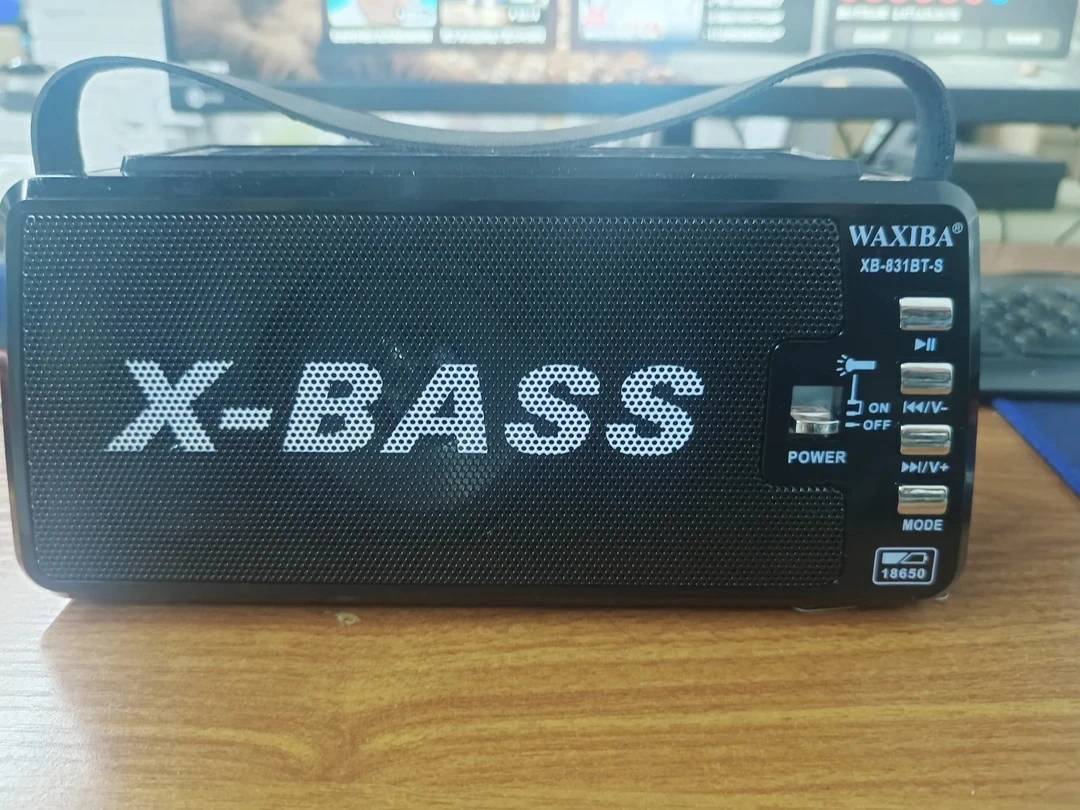 WAXIBA®
XB-831BT-S
X-BASS
ON
OFF
POWER
V-
V+
MODE
18650